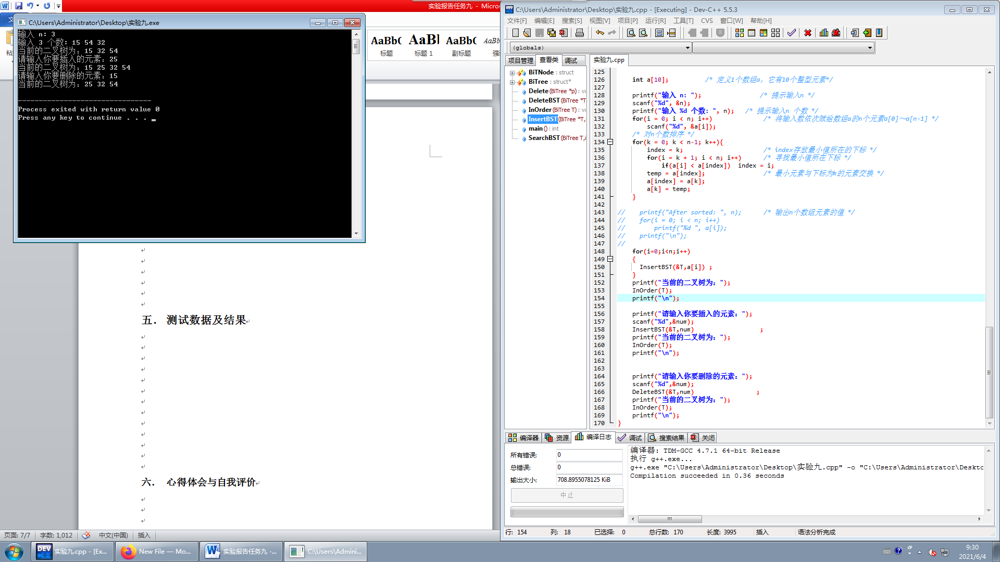 实验报告任务九 - Micros
C:\Users\Administrator\Desktop\实验九.exe
输入 n: 3
输入 3 个数: 15 54 32
当前的二叉树为: 15 32 54
请输入你要插入的元素: 25
当前的二叉树为: 15 25 32 54
请输入你要删除的元素: 15
当前的二叉树为: 25 32 54
--------------------------------
Process exited with return value 0
Press any key to continue . . .
AaBbC AaBl AaBbC AaBbC
标题 标题 1 副标题
五. 测试数据及结果
六. 心得体会与自我评价
页面: 7/7 字数: 1,012 中文(中国) 插入
C:\Users\Administrator\Desktop\实验九.cpp - [Executing] - Dev-C++ 5.5.3
文件[F] 编辑[E] 搜索[S] 视图[V] 项目[P] 运行[R] 工具[T] CVS 窗口[W] 帮助[H]
(globals)
项目管理 查看类 调试
BiTNode : struct
BiTree : struct*
Delete (BiTree *p) : vc
DeleteBST (BiTree *T
InOrder (BiTree T) : vc
InsertBST (BiTree *T,i
main () : int
SearchBST (BiTree T,i
实验九.cpp
125
126 int a[10]; /* 定义1个数组a, 它有10个整型元素*/
127
128 printf("输入 n: "); /* 提示输入n */
129 scanf("%d", &n);
130 printf("输入 %d 个数: ", n); /* 提示输入n 个数 */
131 for(i = 0; i < n; i++) /* 将输入数依次赋给数组a的n个元素a[0]～a[n-1] */
132 scanf("%d", &a[i]);
133 /* 对n个数排序 */
134 for(k = 0; k < n-1; k++){
135 index = k; /* index存放最小值所在的下标 */
136 for(i = k + 1; i < n; i++) /* 寻找最小值所在下标 */
137 if(a[i] < a[index]) index = i;
138 temp = a[index]; /* 最小元素与下标为k的元素交换 */
139 a[index] = a[k];
140 a[k] = temp;
141 }
142
143 // printf("After sorted: ", n); /* 输出n个数组元素的值 */
144 // for(i = 0; i < n; i++)
145 // printf("%d ", a[i]);
146 // printf("\n");
147 //
148 for(i=0;i<n;i++)
149 {
150 InsertBST(&T,a[i]) ;
151 }
152 printf("当前的二叉树为: ");
153 InOrder(T);
154 printf("\n");
155
156 printf("请输入你要插入的元素: ");
157 scanf("%d",&num);
158 InsertBST(&T,num) ;
159 printf("当前的二叉树为: ");
160 InOrder(T);
161 printf("\n");
162
163
164 printf("请输入你要删除的元素: ");
165 scanf("%d",&num);
166 DeleteBST(&T,num) ;
167 printf("当前的二叉树为: ");
168 InOrder(T);
169 printf("\n");
170 }
编译器 资源 编译日志 调试 搜索结果 关闭
所有错误: 0
总错误: 0
输出大小: 708.8955078125 KiB
中止
编译器: TDM-GCC 4.7.1 64-bit Release
执行 g++.exe...
g++.exe "C:\Users\Administrator\Desktop\实验九.cpp" -o "C:\Users\Administrator\Deskto
Compilation succeeded in 0.36 seconds
行: 154 列: 18 已选择: 0 总行数: 170 长度: 3995 插入 语法分析完成
实验九.cpp - [Ex...
New File — Mo...
实验报告任务九 -...
C:\Users\Admini...
9:30
2021/6/4